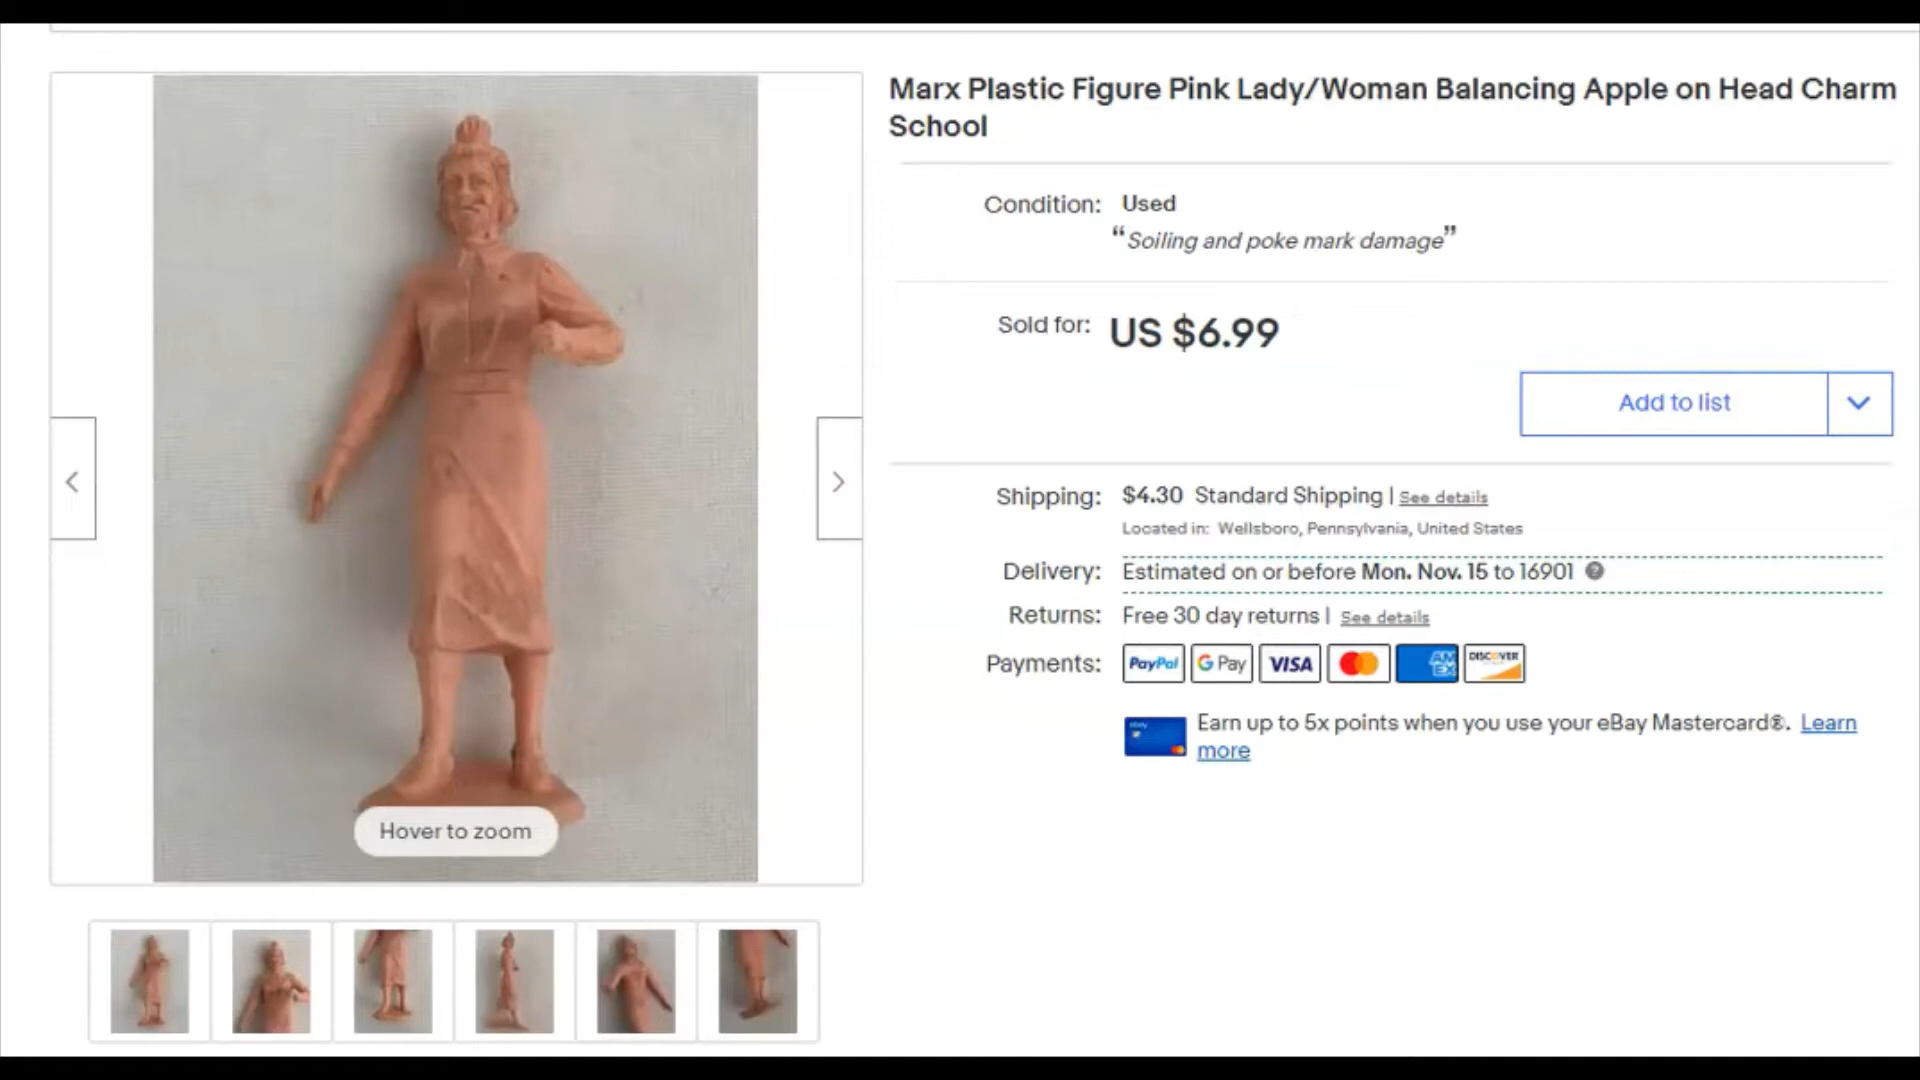 Marx Plastic Figure Pink Lady/Woman Balancing Apple on Head Charm
School
Condition: Used
“Soiling and poke mark damage”
Sold for: US $6.99
Add to list
Shipping: $4.30 Standard Shipping | See details
Located in: Wellsboro, Pennsylvania, United States
Delivery: Estimated on or before Mon. Nov. 15 to 16901
Returns: Free 30 day returns | See details
Payments: PayPal G Pay VISA AM EX DISCOVER
Earn up to 5x points when you use your eBay Mastercard®. Learn
more
Hover to zoom